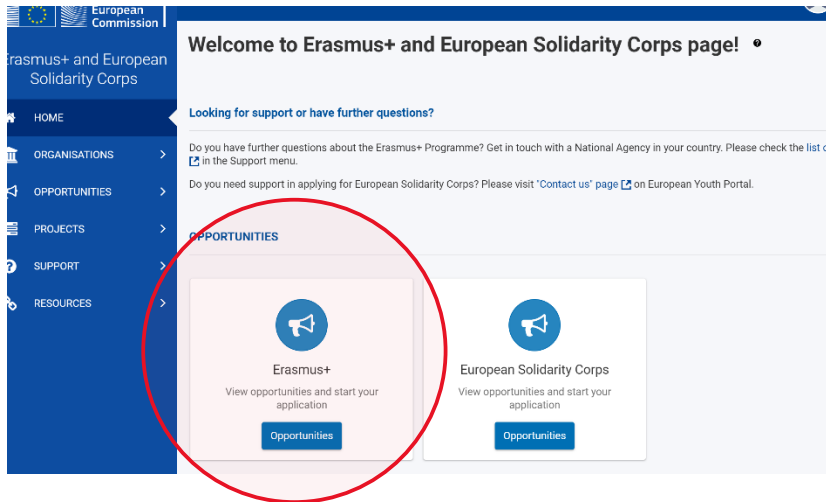 European
Commission
Erasmus+ and European
Solidarity Corps
HOME
ORGANISATIONS
OPPORTUNITIES
PROJECTS
SUPPORT
RESOURCES
Welcome to Erasmus+ and European Solidarity Corps page!
Looking for support or have further questions?
Do you have further questions about the Erasmus+ Programme? Get in touch with a National Agency in your country. Please check the list
in the Support menu.
Do you need support in applying for European Solidarity Corps? Please visit "Contact us" page on European Youth Portal.
OPPORTUNITIES
Erasmus+
View opportunities and start your
application
Opportunities
European Solidarity Corps
View opportunities and start your
application
Opportunities